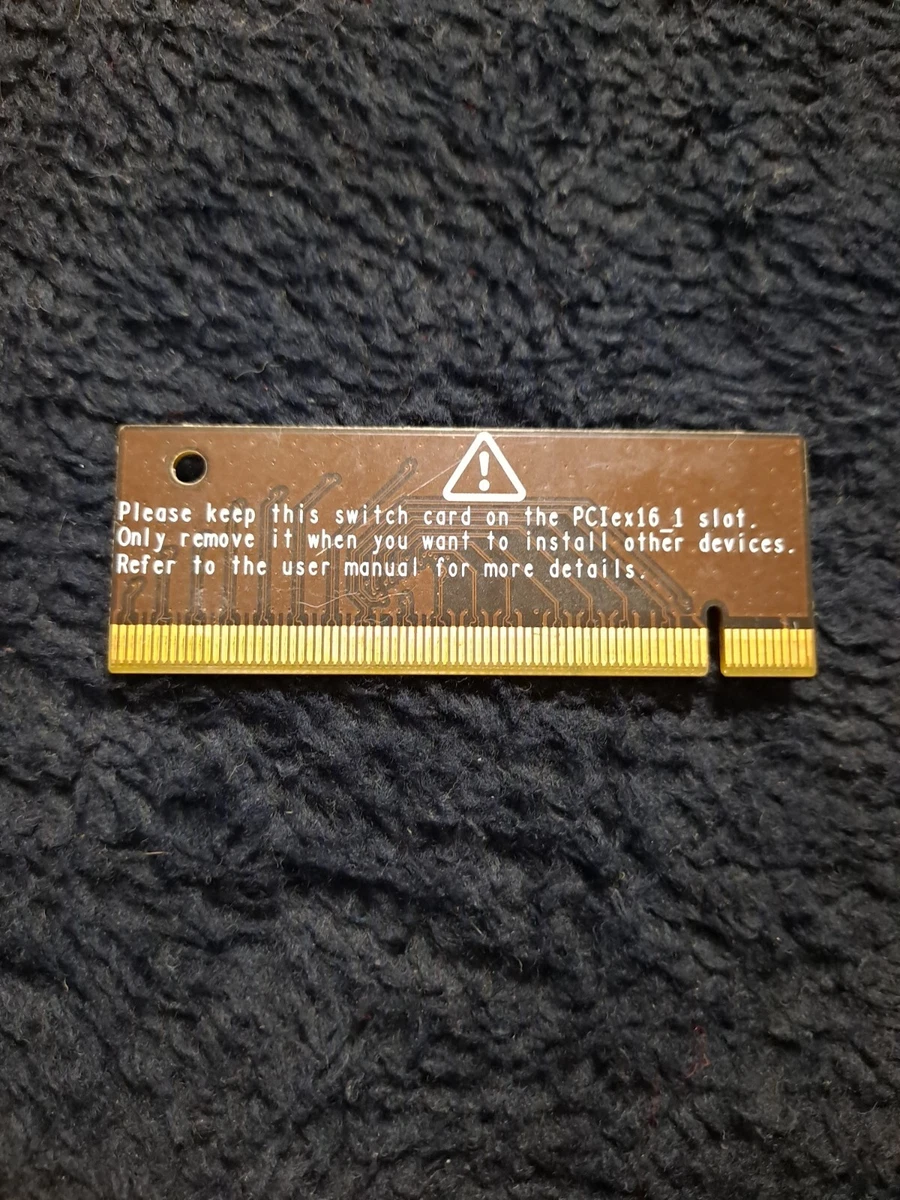 Please keep this switch card on the PCIex16_1 slot.
Only remove it when you want to install other devices.
Refer to the user manual for more details.